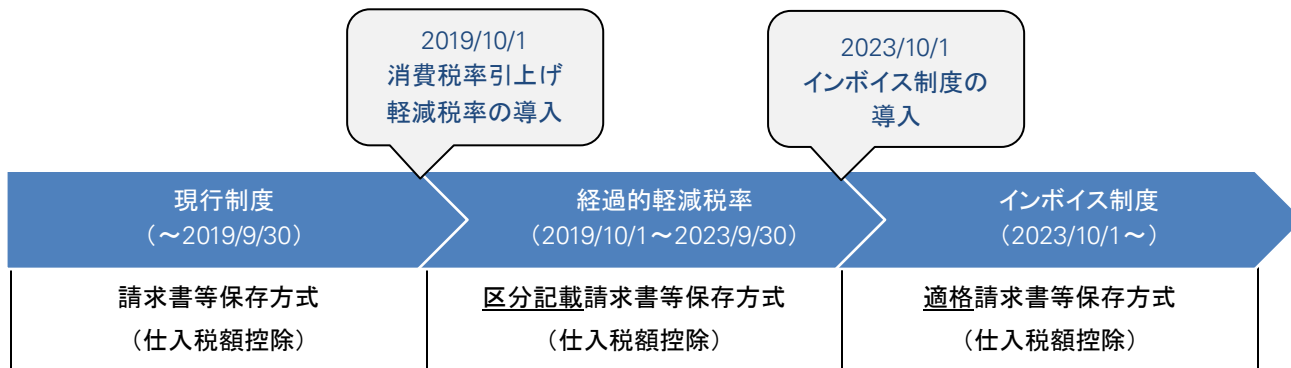 2019/10/1
消費税率引上げ
軽減税率の導入
2023/10/1
インボイス制度の
導入
現行制度
（～2019/9/30）
経過的軽減税率
（2019/10/1～2023/9/30）
インボイス制度
（2023/10/1～）
請求書等保存方式
（仕入税額控除）
区分記載請求書等保存方式
（仕入税額控除）
適格請求書等保存方式
（仕入税額控除）